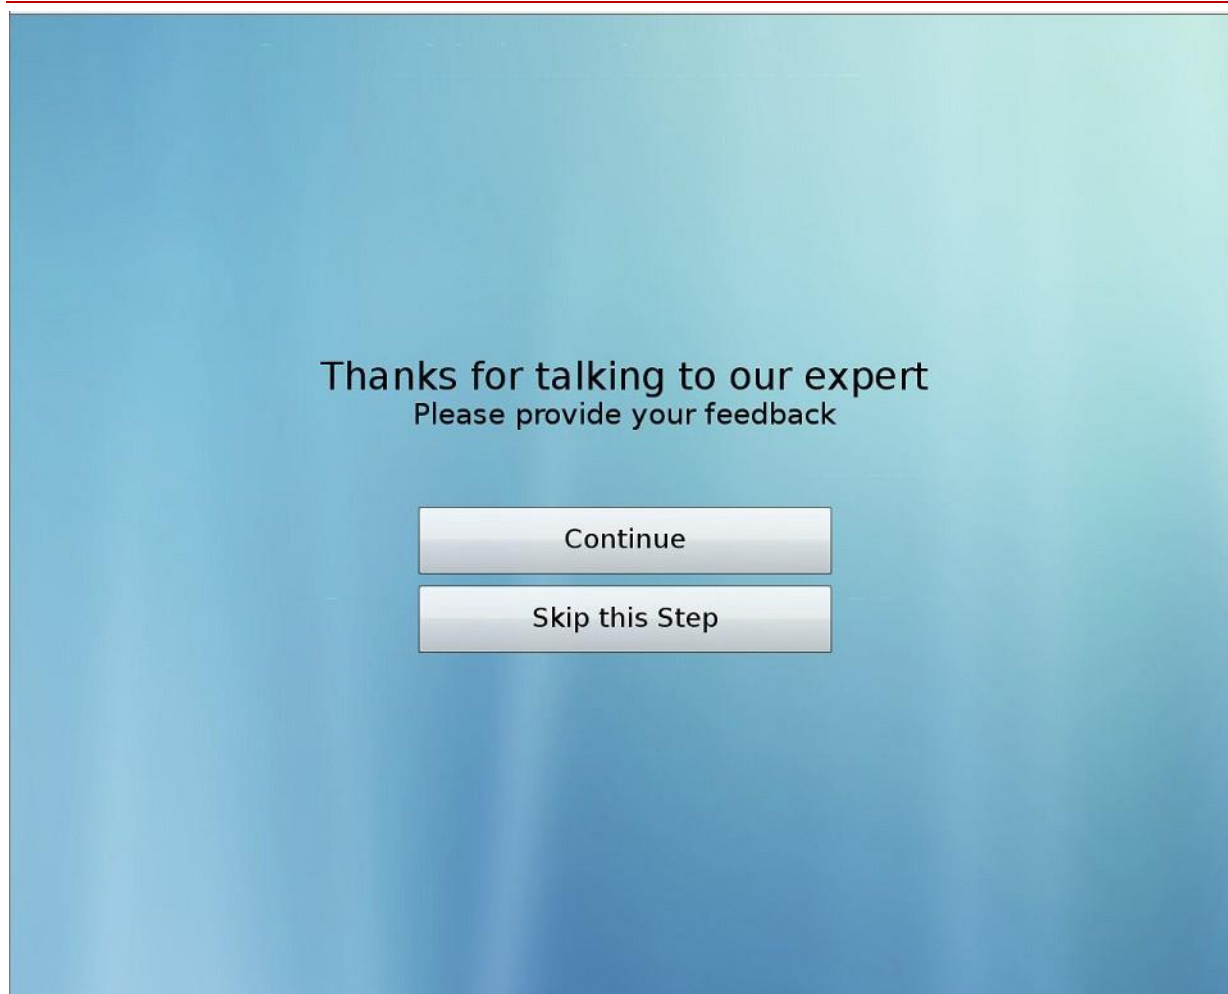 Thanks for talking to our expert
Please provide your feedback
Continue
Skip this Step